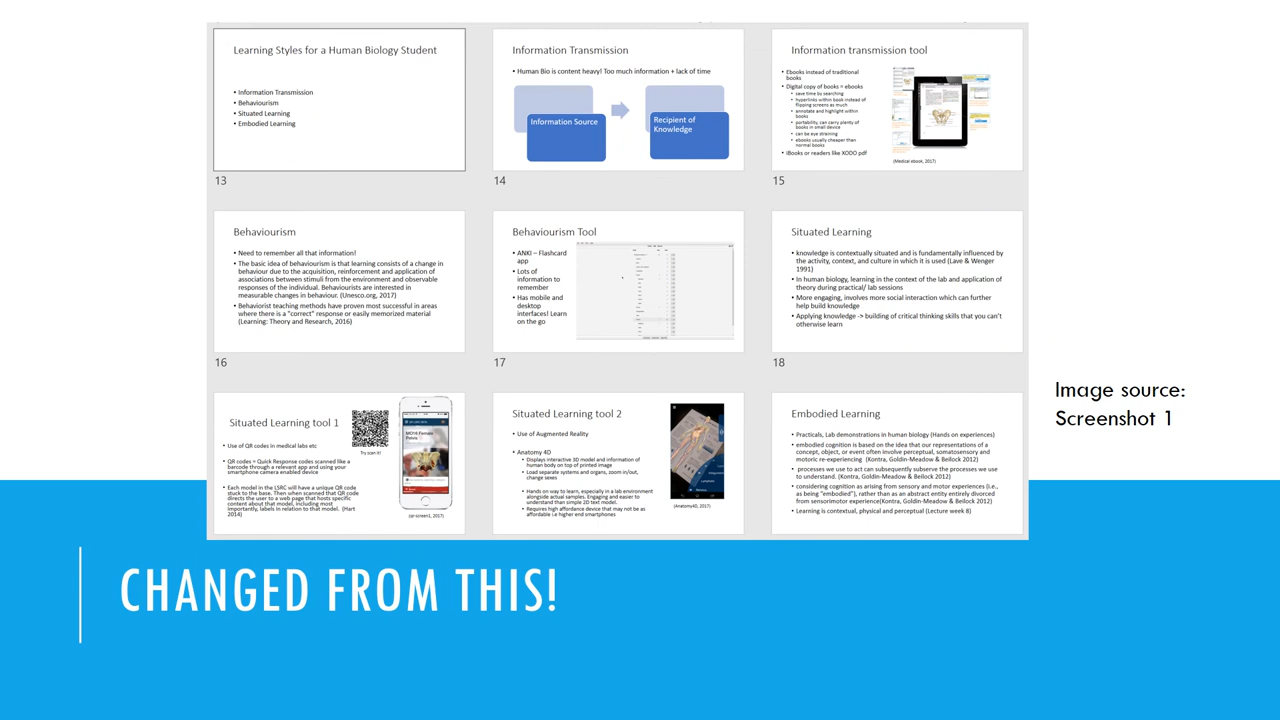 Learning Styles for a Human Biology Student
• Information Transmission
• Behaviourism
• Situated Learning
• Embodied Learning
13
Information Transmission
• Human Bio is content heavy! Too much information + lack of time
Information Source
Recipient of
Knowledge
14
Information transmission tool
• Ebooks instead of traditional
books
• Digital copy of books = ebooks
• save time by searching
• hyperlinks within book instead of
flipping screens as much
• annotate and highlight within
books
• portability, can carry plenty of
books in small device
• can be eye straining
• ebooks usually cheaper than
normal books
• iBooks or readers like XODO pdf
(Medical ebook, 2017)
15
Behaviourism
• Need to remember all that information!
• The basic idea of behaviourism is that learning consists of a change in
behaviour due to the acquisition, reinforcement and application of
associations between stimuli from the environment and observable
responses of the individual. Behaviourists are interested in
measurable changes in behaviour. (Unesco.org, 2017)
• Behaviorist teaching methods have proven most successful in areas
where there is a "correct" response or easily memorized material
(Learning: Theory and Research, 2016)
16
Behaviourism Tool
• ANKI – Flashcard
app
• Lots of
information to
remember
• Has mobile and
desktop
interfaces! Learn
on the go
17
Situated Learning
• knowledge is contextually situated and is fundamentally influenced by
the activity, context, and culture in which it is used (Lave & Wenger
1991)
• In human biology, learning in the context of the lab and application of
theory during practical/ lab sessions
• More engaging, involves more social interaction which can further
help build knowledge
• Applying knowledge -> building of critical thinking skills that you can't
otherwise learn
18
Situated Learning tool 1
• Use of QR codes in medical labs etc
• QR codes = Quick Response codes scanned like a
barcode through a relevant app and using your
smartphone camera enabled device
• Each model in the LSRC will have a unique QR code
stuck to the base. Then when scanned that QR code
directs the user to a web page that hosts specific
content about that model, including most
importantly, labels in relation to that model. (Hart
2014)
Try scan it!
MO16 Female
Pelvis
(qr-screen1, 2017)
Situated Learning tool 2
• Use of Augmented Reality
• Anatomy 4D
• Displays interactive 3D model and information of
human body on top of printed image
• Load separate systems and organs, zoom in/out,
change sexes
• Hands on way to learn, especially in a lab environment
alongside actual samples. Engaging and easier to
understand than simple 2D text model.
• Requires high affordance device that may not be as
affordable i.e higher end smartphones
(Anatomy4D, 2017)
Embodied Learning
• Practicals, Lab demonstrations in human biology (Hands on experiences)
• embodied cognition is based on the idea that our representations of a
concept, object, or event often involve perceptual, somatosensory and
motoric re-experiencing (Kontra, Goldin-Meadow & Beilock 2012)
• processes we use to act can subsequently subserve the processes we use
to understand. (Kontra, Goldin-Meadow & Beilock 2012)
• considering cognition as arising from sensory and motor experiences (i.e.,
as being "embodied"), rather than as an abstract entity entirely divorced
from sensorimotor experience(Kontra, Goldin-Meadow & Beilock 2012)
• Learning is contextual, physical and perceptual (Lecture week 8)
Image source:
Screenshot 1
CHANGED FROM THIS!